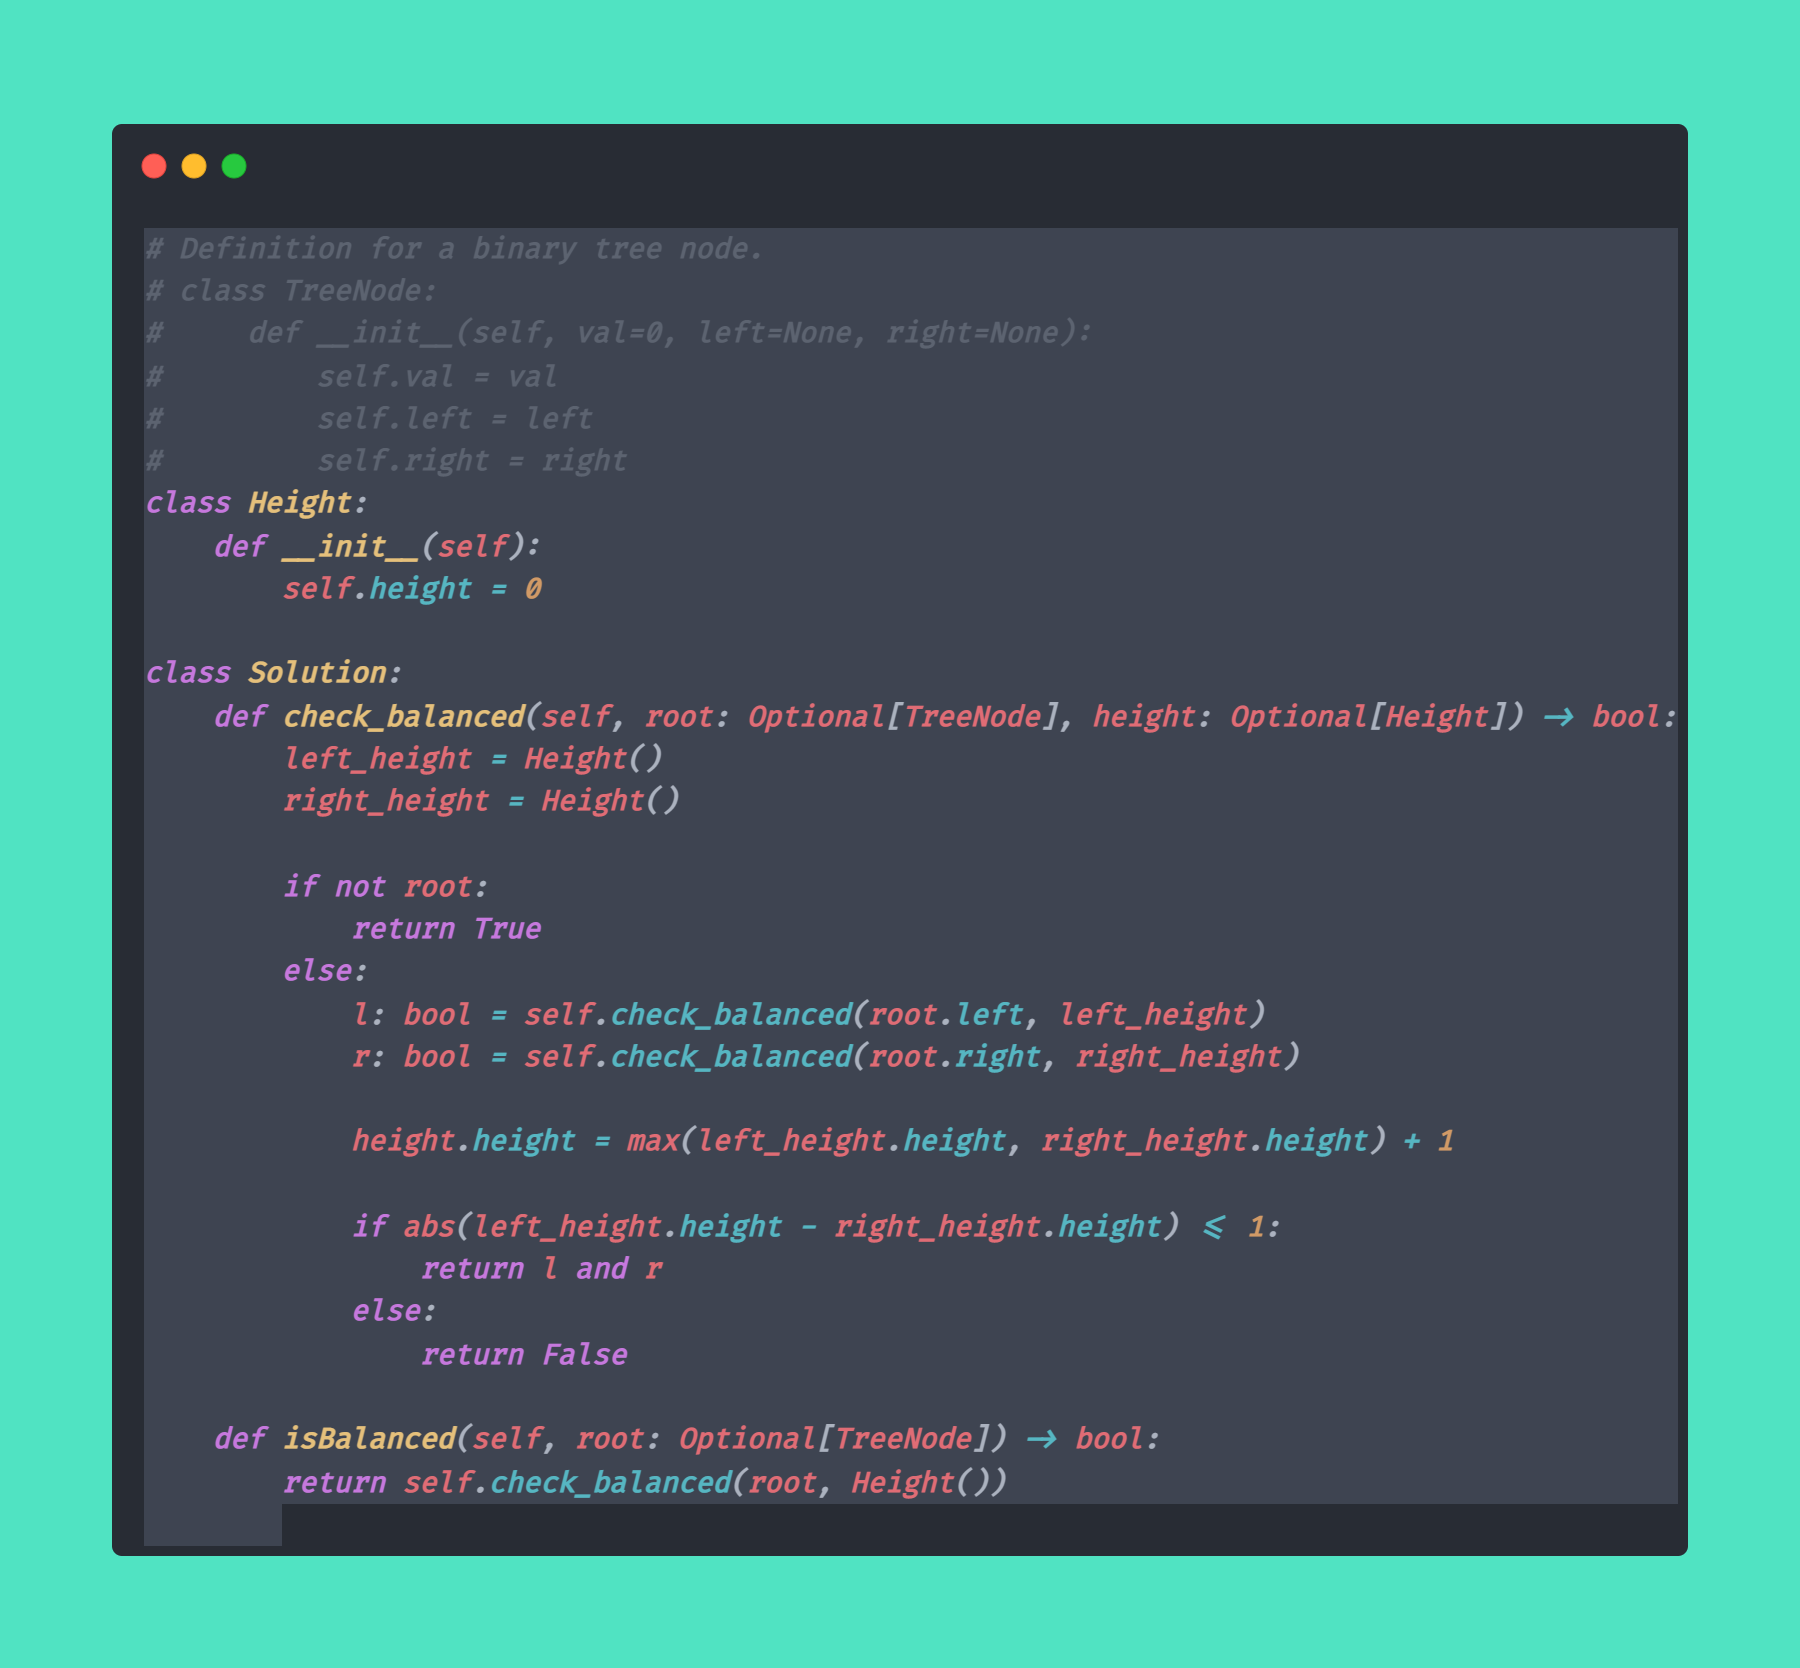 # Definition for a binary tree node.
# class TreeNode:
#     def __init__(self, val=0, left=None, right=None):
#         self.val = val
#         self.left = left
#         self.right = right
class Height:
    def __init__(self):
        self.height = 0

class Solution:
    def check_balanced(self, root: Optional[TreeNode], height: Optional[Height]) -> bool:
        left_height = Height()
        right_height = Height()

        if not root:
            return True
        else:
            l: bool = self.check_balanced(root.left, left_height)
            r: bool = self.check_balanced(root.right, right_height)

            height.height = max(left_height.height, right_height.height) + 1

            if abs(left_height.height - right_height.height) <= 1:
                return l and r
            else:
                return False

    def isBalanced(self, root: Optional[TreeNode]) -> bool:
        return self.check_balanced(root, Height())